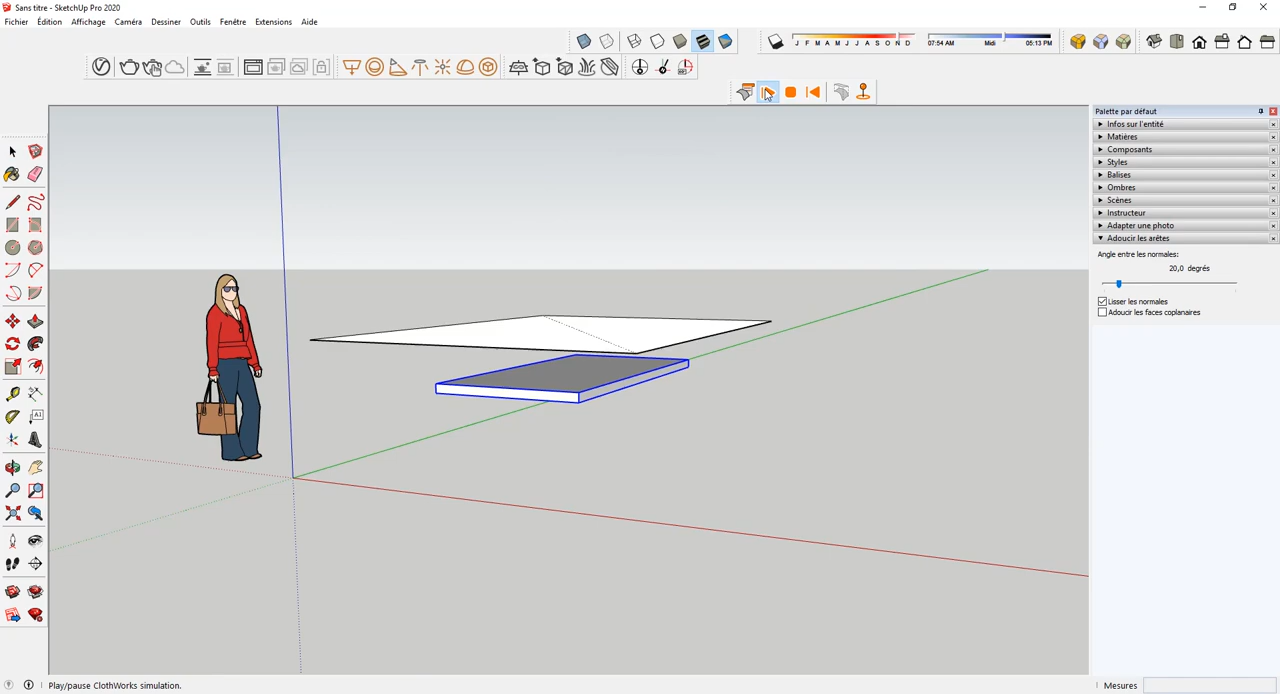 Sans titre - SketchUp Pro 2020
Fichier Édition Affichage Caméra Dessiner Outils Fenêtre Extensions Aide
J F M A M J J A S O N D 07:54 AM Midi 05:13 PM
Palette par défaut
Infos sur l'entité
Matières
Composants
Styles
Balises
Ombres
Scènes
Instructeur
Adapter une photo
Adoucir les arêtes
Angle entre les normales:
20,0 degrés
Lisser les normales
Adoucir les faces coplanaires
A1
Play/pause ClothWorks simulation.
Mesures